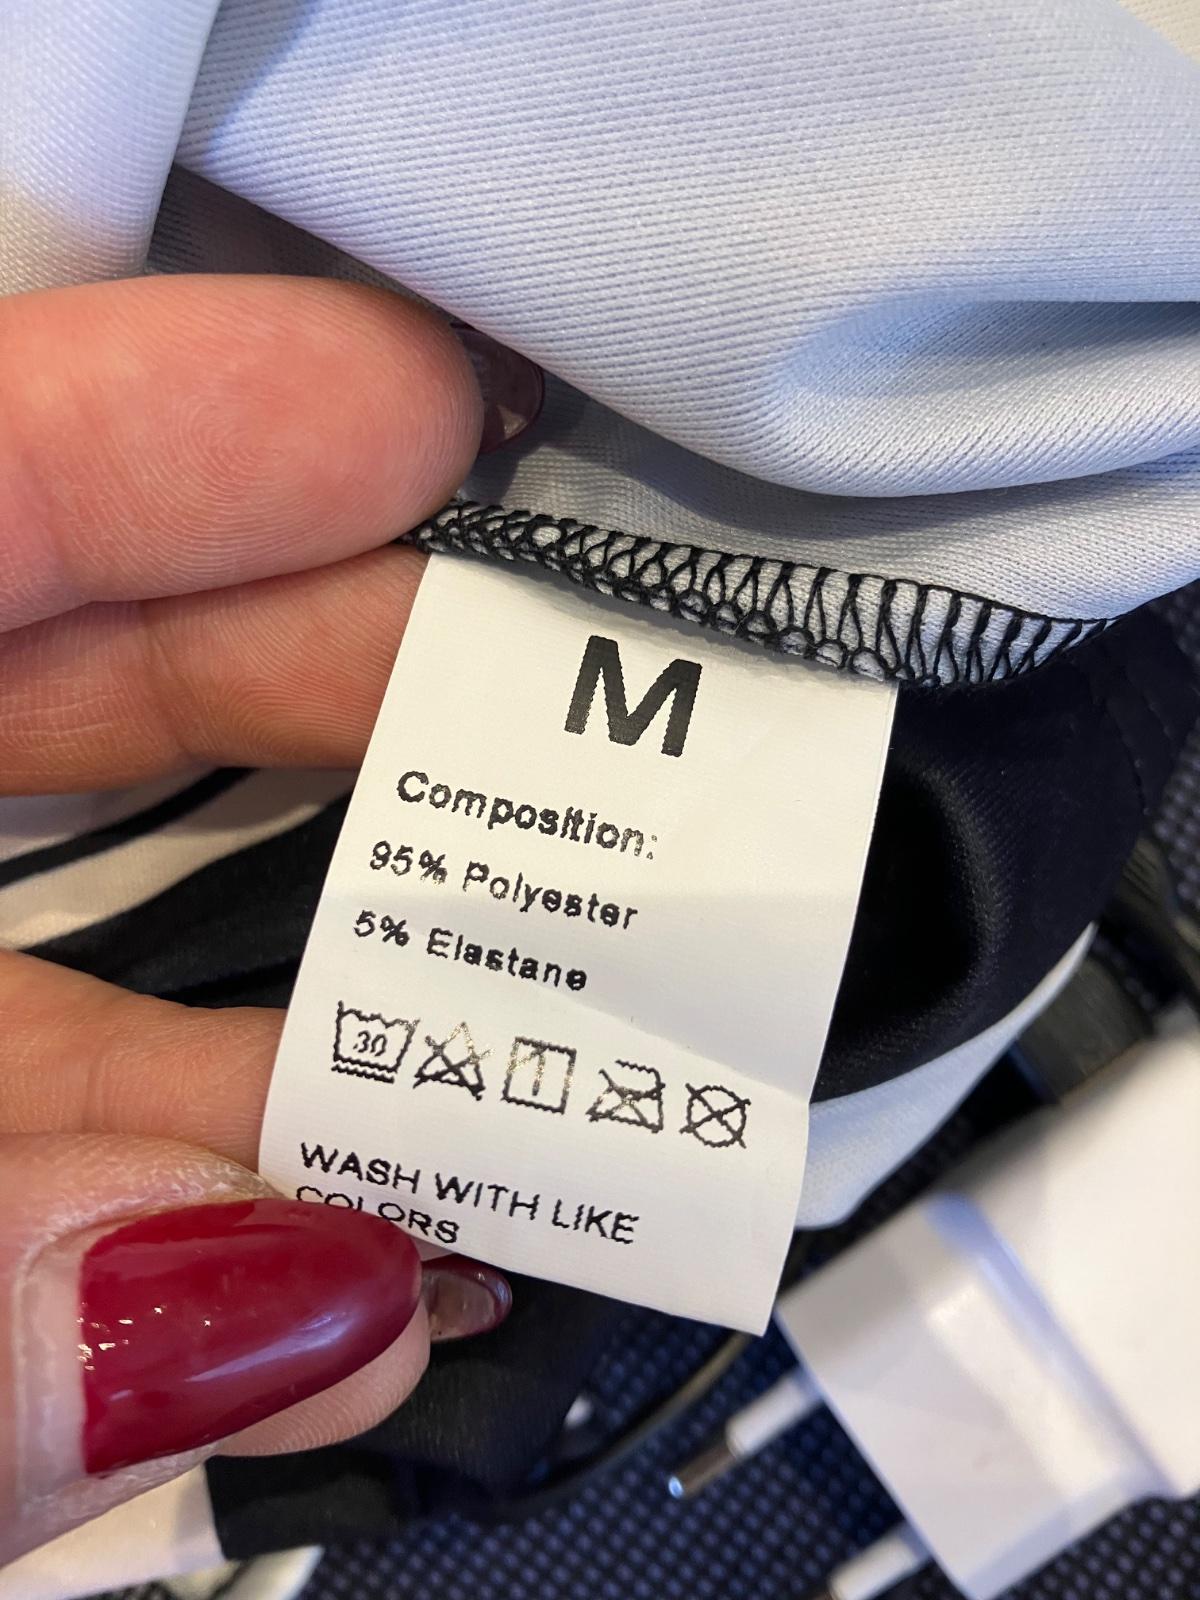 M
Composition:
95% Polyester
5% Elastane
30
WASH WITH LIKE
COLORS